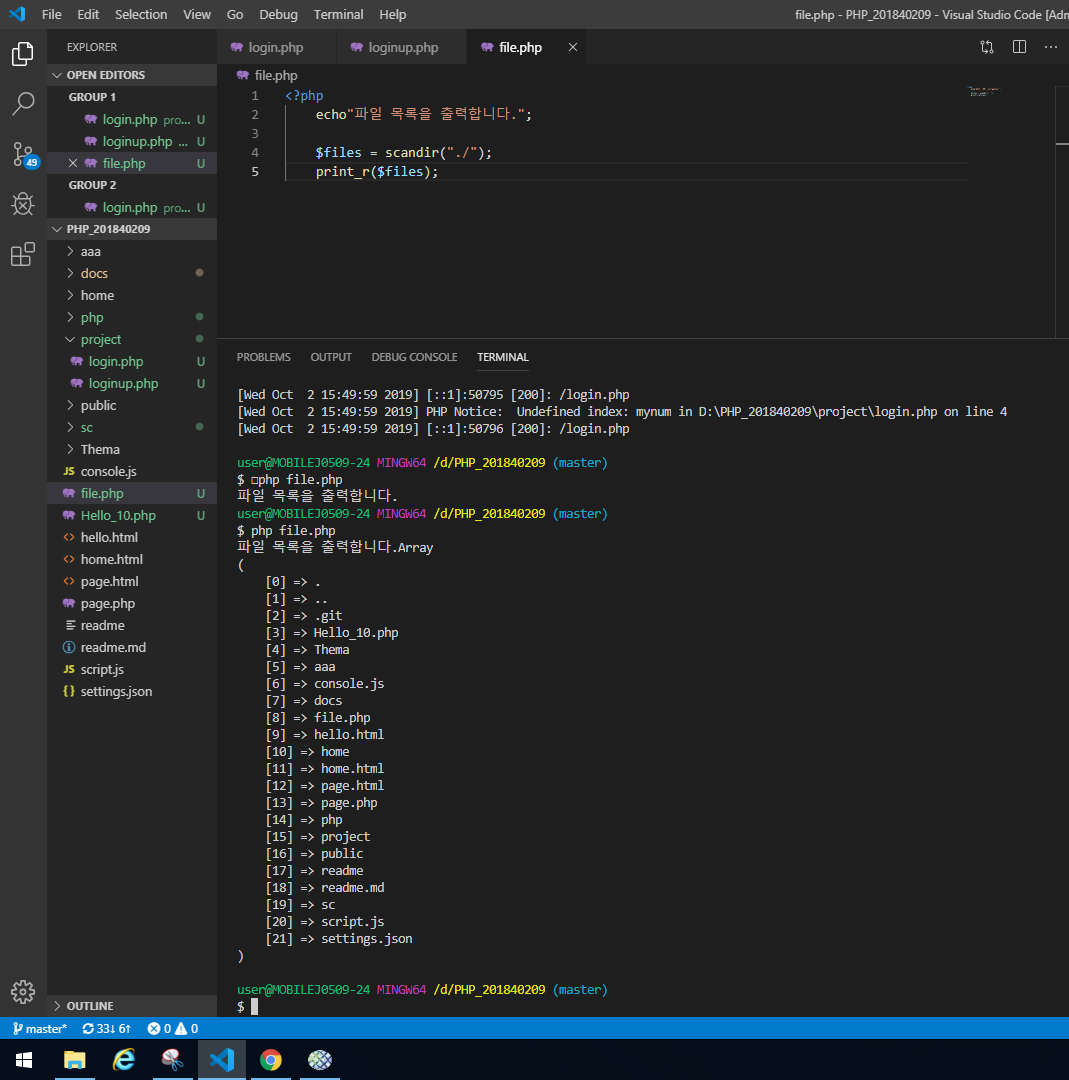 File Edit Selection View Go Debug Terminal Help
file.php - PHP_201840209 - Visual Studio Code [Adm
EXPLORER
OPEN EDITORS
GROUP 1
login.php pro... U
loginup.php ... U
file.php U
GROUP 2
login.php pro... U
PHP_201840209
aaa
docs
home
php
project
login.php U
loginup.php U
public
sc
Thema
JS console.js
file.php U
Hello_10.php U
<> hello.html
<> home.html
<> page.html
page.php
readme
readme.md
JS script.js
{} settings.json
OUTLINE
49
login.php loginup.php file.php
file.php
1 <?php
2 echo"파일 목록을 출력합니다.";
3
4 $files = scandir("./");
5 print_r($files);
PROBLEMS OUTPUT DEBUG CONSOLE TERMINAL
[Wed Oct  2 15:49:59 2019] [::1]:50795 [200]: /login.php
[Wed Oct  2 15:49:59 2019] PHP Notice:  Undefined index: mynum in D:\PHP_201840209\project\login.php on line 4
[Wed Oct  2 15:49:59 2019] [::1]:50796 [200]: /login.php
user@MOBILEJ0509-24 MINGW64 /d/PHP_201840209 (master)
$ □php file.php
파일 목록을 출력합니다.
user@MOBILEJ0509-24 MINGW64 /d/PHP_201840209 (master)
$ php file.php
파일 목록을 출력합니다.Array
(
[0] => .
[1] => ..
[2] => .git
[3] => Hello_10.php
[4] => Thema
[5] => aaa
[6] => console.js
[7] => docs
[8] => file.php
[9] => hello.html
[10] => home
[11] => home.html
[12] => page.html
[13] => page.php
[14] => php
[15] => project
[16] => public
[17] => readme
[18] => readme.md
[19] => sc
[20] => script.js
[21] => settings.json
)
user@MOBILEJ0509-24 MINGW64 /d/PHP_201840209 (master)
$
master* 33↓ 6↑ 0 0